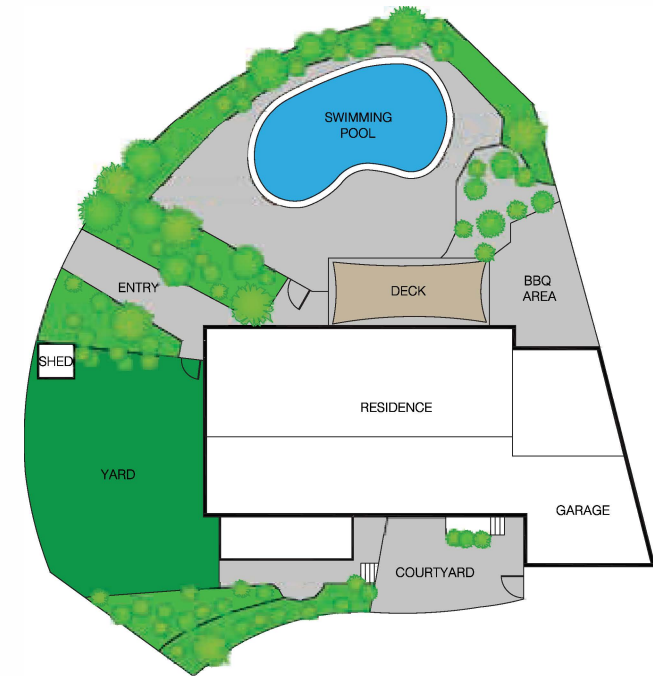 SWIMMING
POOL
ENTRY
DECK
BBQ
AREA
SHED
RESIDENCE
YARD
GARAGE
COURTYARD